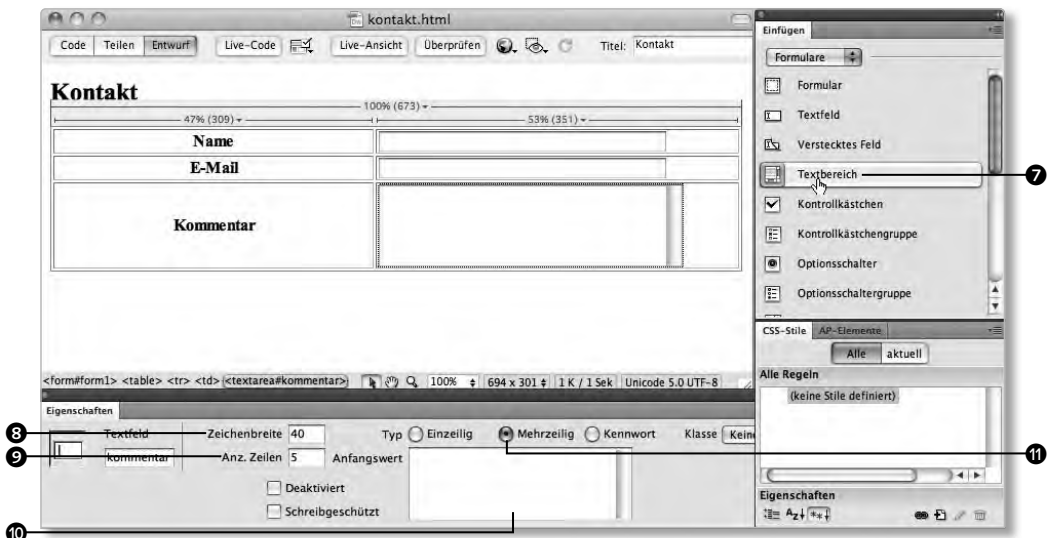 kontakt.html
Code Teilen Entwurf Live-Code Live-Ansicht Überprüfen Titel: Kontakt
Kontakt
100% (673)
47% (309) 53% (351)
Name
E-Mail
Kommentar
<form#form1> <table> <tr> <td> <textarea#kommentar> 100% 694 x 301 1 K / 1 Sek Unicode 5.0 UTF-8
Einfügen
Formulare
Formular
Textfeld
Verstecktes Feld
Textbereich 7
Kontrollkästchen
Kontrollkästchengruppe
Optionsschalter
Optionsschaltergruppe
CSS-Stile AP-Elemente
Alle aktuell
Alle Regeln
(keine Stile definiert)
Eigenschaften
Eigenschaften
8 Textfeld Zeichenbreite 40 Typ Einzeilig Mehrzeilig Kennwort Klasse 11
9 kommentar Anz. Zeilen 5 Anfangswert
Deaktiviert
Schreibgeschützt
10